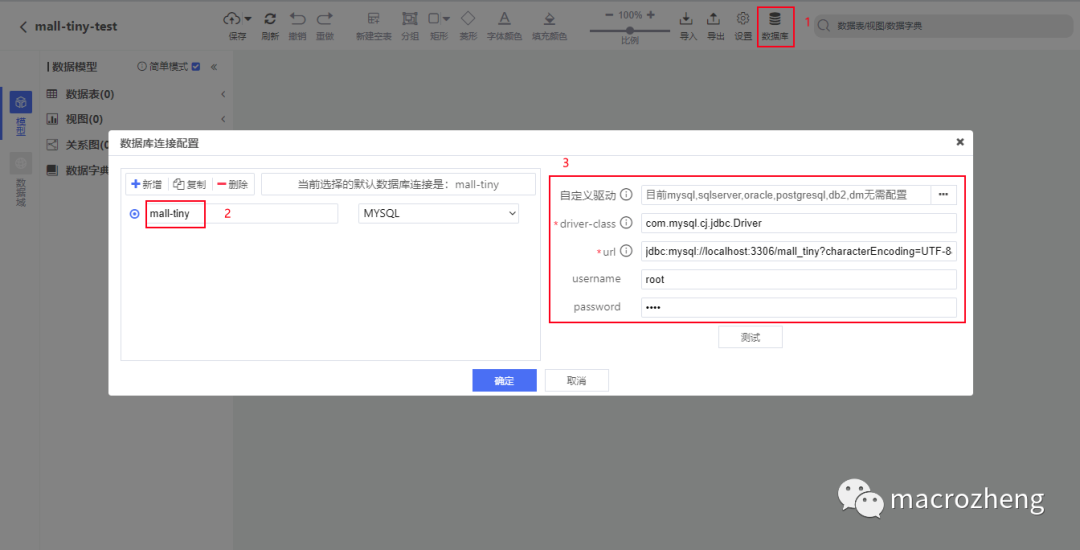 mall-tiny-test
保存 刷新 撤销 重做 新建空表 分组 矩形 菱形 字体颜色 填充颜色 100% 比例 导入 导出 设置 数据库 1 数据表/视图/数据字典
模型
数据域
数据模型 简单模式
数据表(0)
视图(0)
关系图(0
数据字典
数据库连接配置
新增 复制 删除 当前选择的默认数据库连接是：mall-tiny
mall-tiny 2 MYSQL
3
自定义驱动 目前mysql,sqlserver,oracle,postgresql,db2,dm无需配置 •••
*driver-class com.mysql.cj.jdbc.Driver
*url jdbc:mysql://localhost:3306/mall_tiny?characterEncoding=UTF-8
username root
password ••••
测试
确定 取消
macrozheng